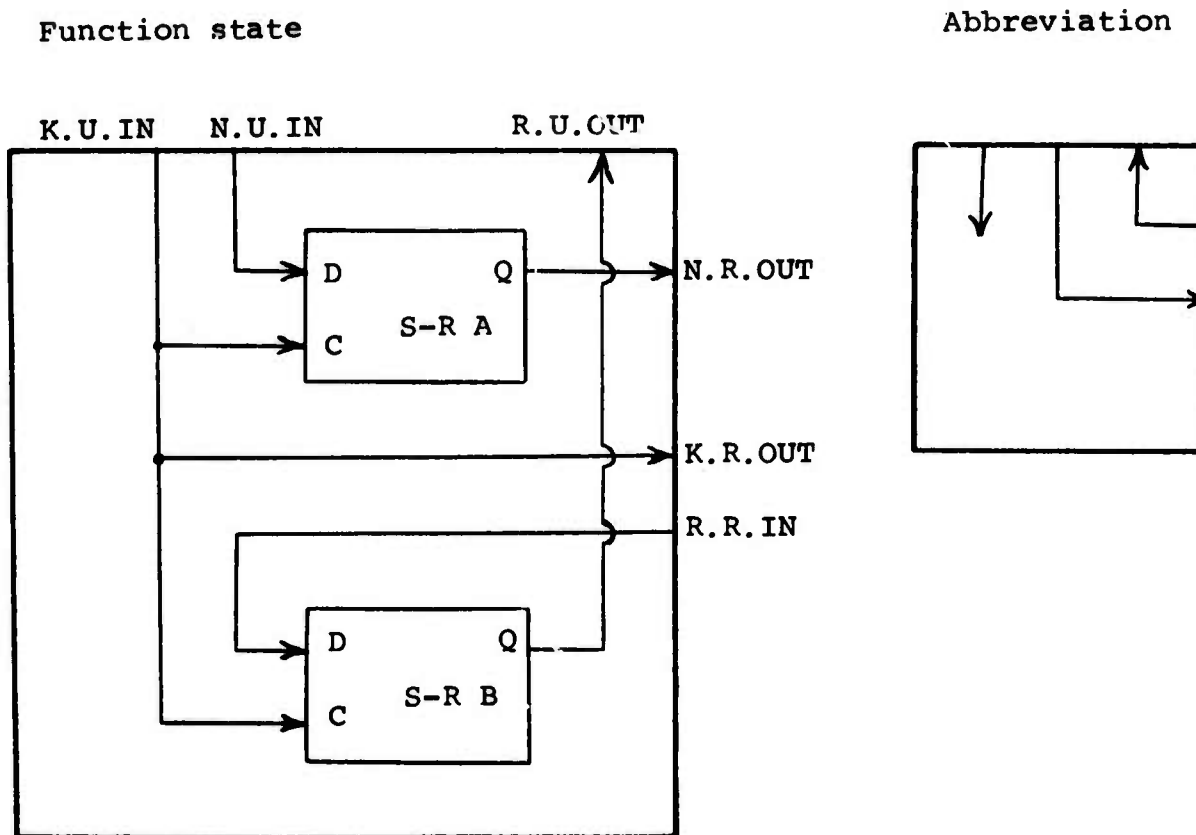 Function state
Abbreviation
K.U.IN N.U.IN R.U.OUT
D Q N.R.OUT
S-R A
C
K.R.OUT
R.R.IN
D Q
S-R B
C